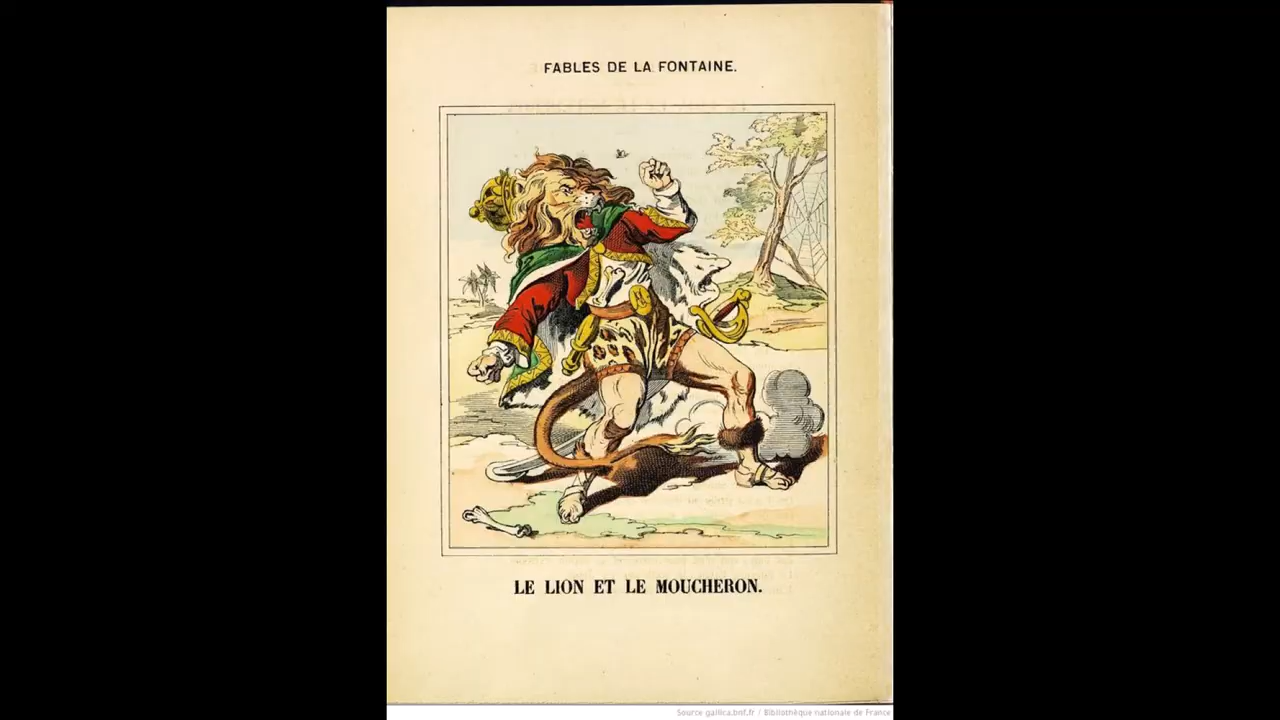 FABLES DE LA FONTAINE.
LE LION ET LE MOUCHERON.
Source gallica.bnf.fr / Bibliothèque nationale de France